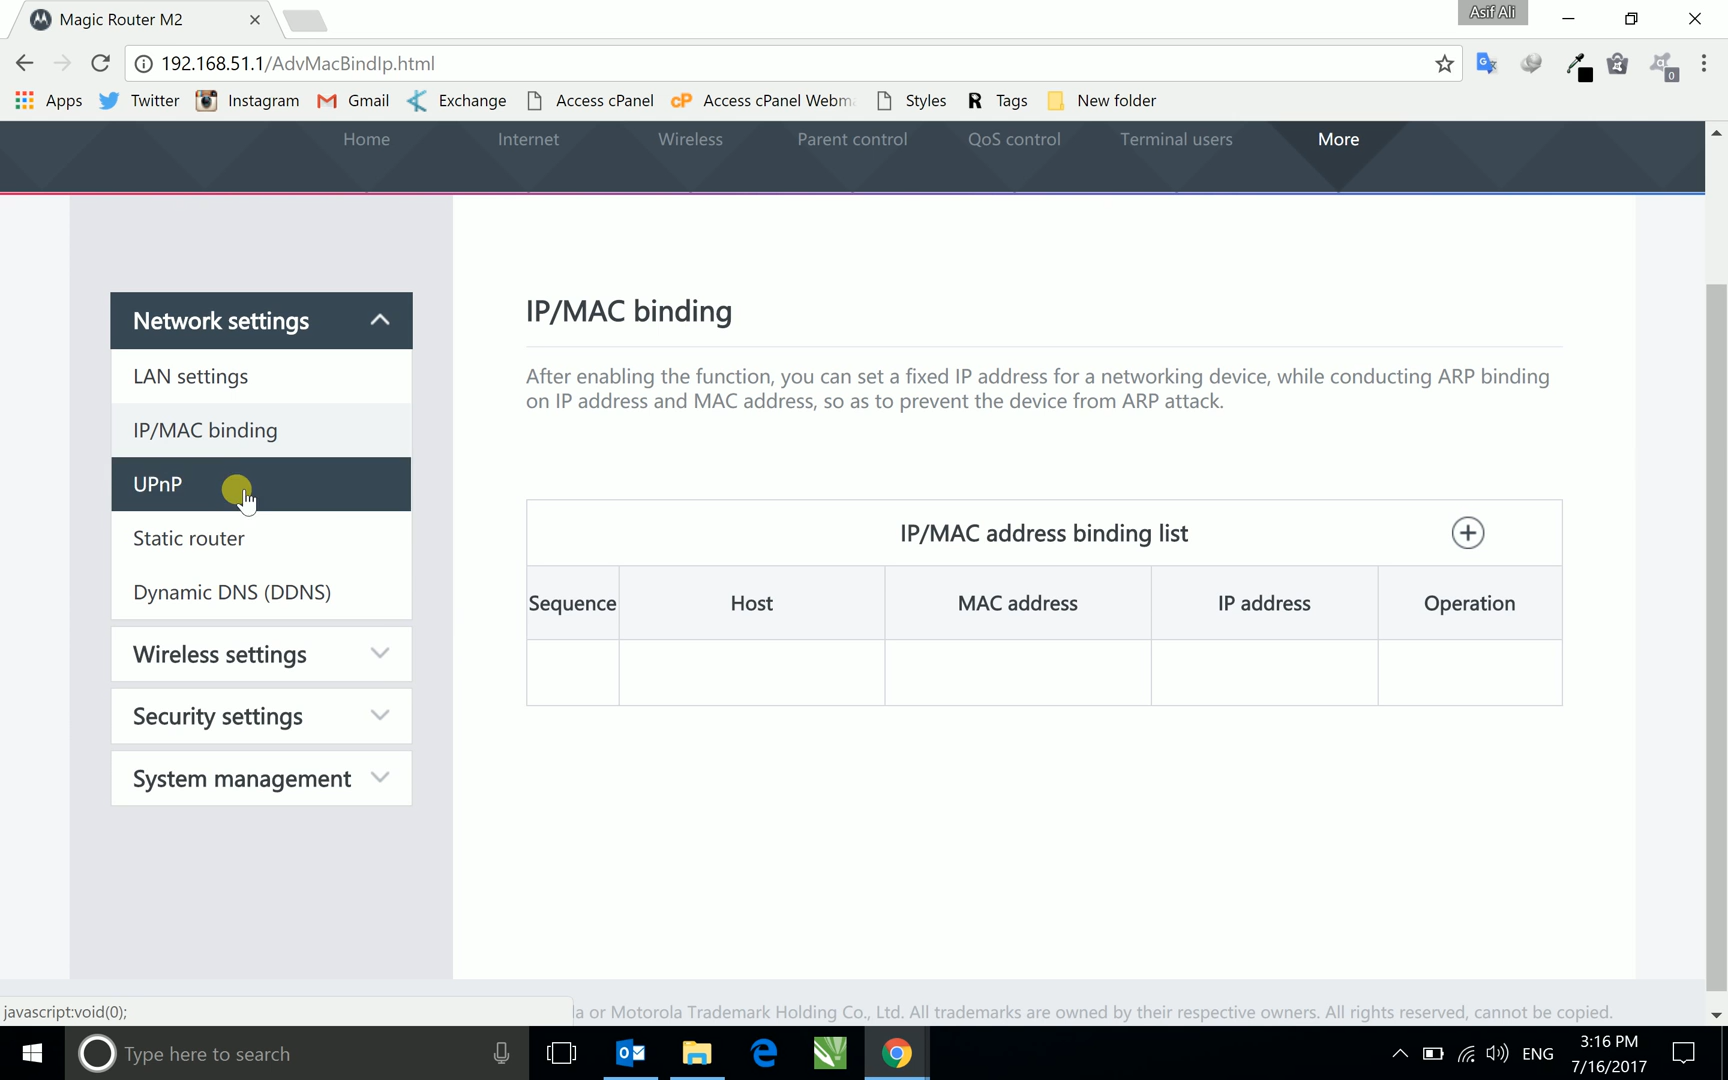 Magic Router M2
Asif Ali
192.168.51.1/AdvMacBindIp.html
0
Apps Twitter Instagram Gmail Exchange Access cPanel cP Access cPanel Webm Styles R Tags New folder
Home Internet Wireless Parent control QoS control Terminal users More
Network settings
LAN settings
IP/MAC binding
UPnP
Static router
Dynamic DNS (DDNS)
Wireless settings
Security settings
System management
IP/MAC binding
After enabling the function, you can set a fixed IP address for a networking device, while conducting ARP binding
on IP address and MAC address, so as to prevent the device from ARP attack.
IP/MAC address binding list
Sequence Host MAC address IP address Operation
javascript:void(0);
la or Motorola Trademark Holding Co., Ltd. All trademarks are owned by their respective owners. All rights reserved, cannot be copied.
Type here to search
ENG
3:16 PM
7/16/2017